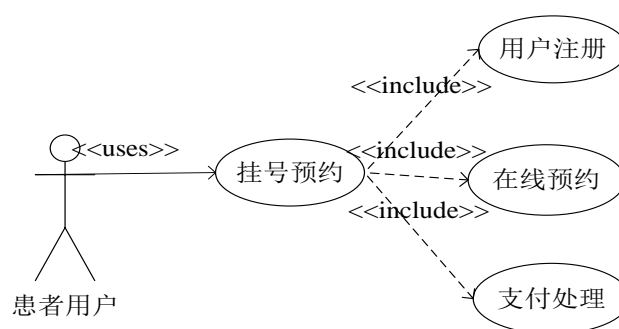 用户注册
<<include>>
<<uses>>
挂号预约
<<include>>
在线预约
<<include>>
患者用户
支付处理